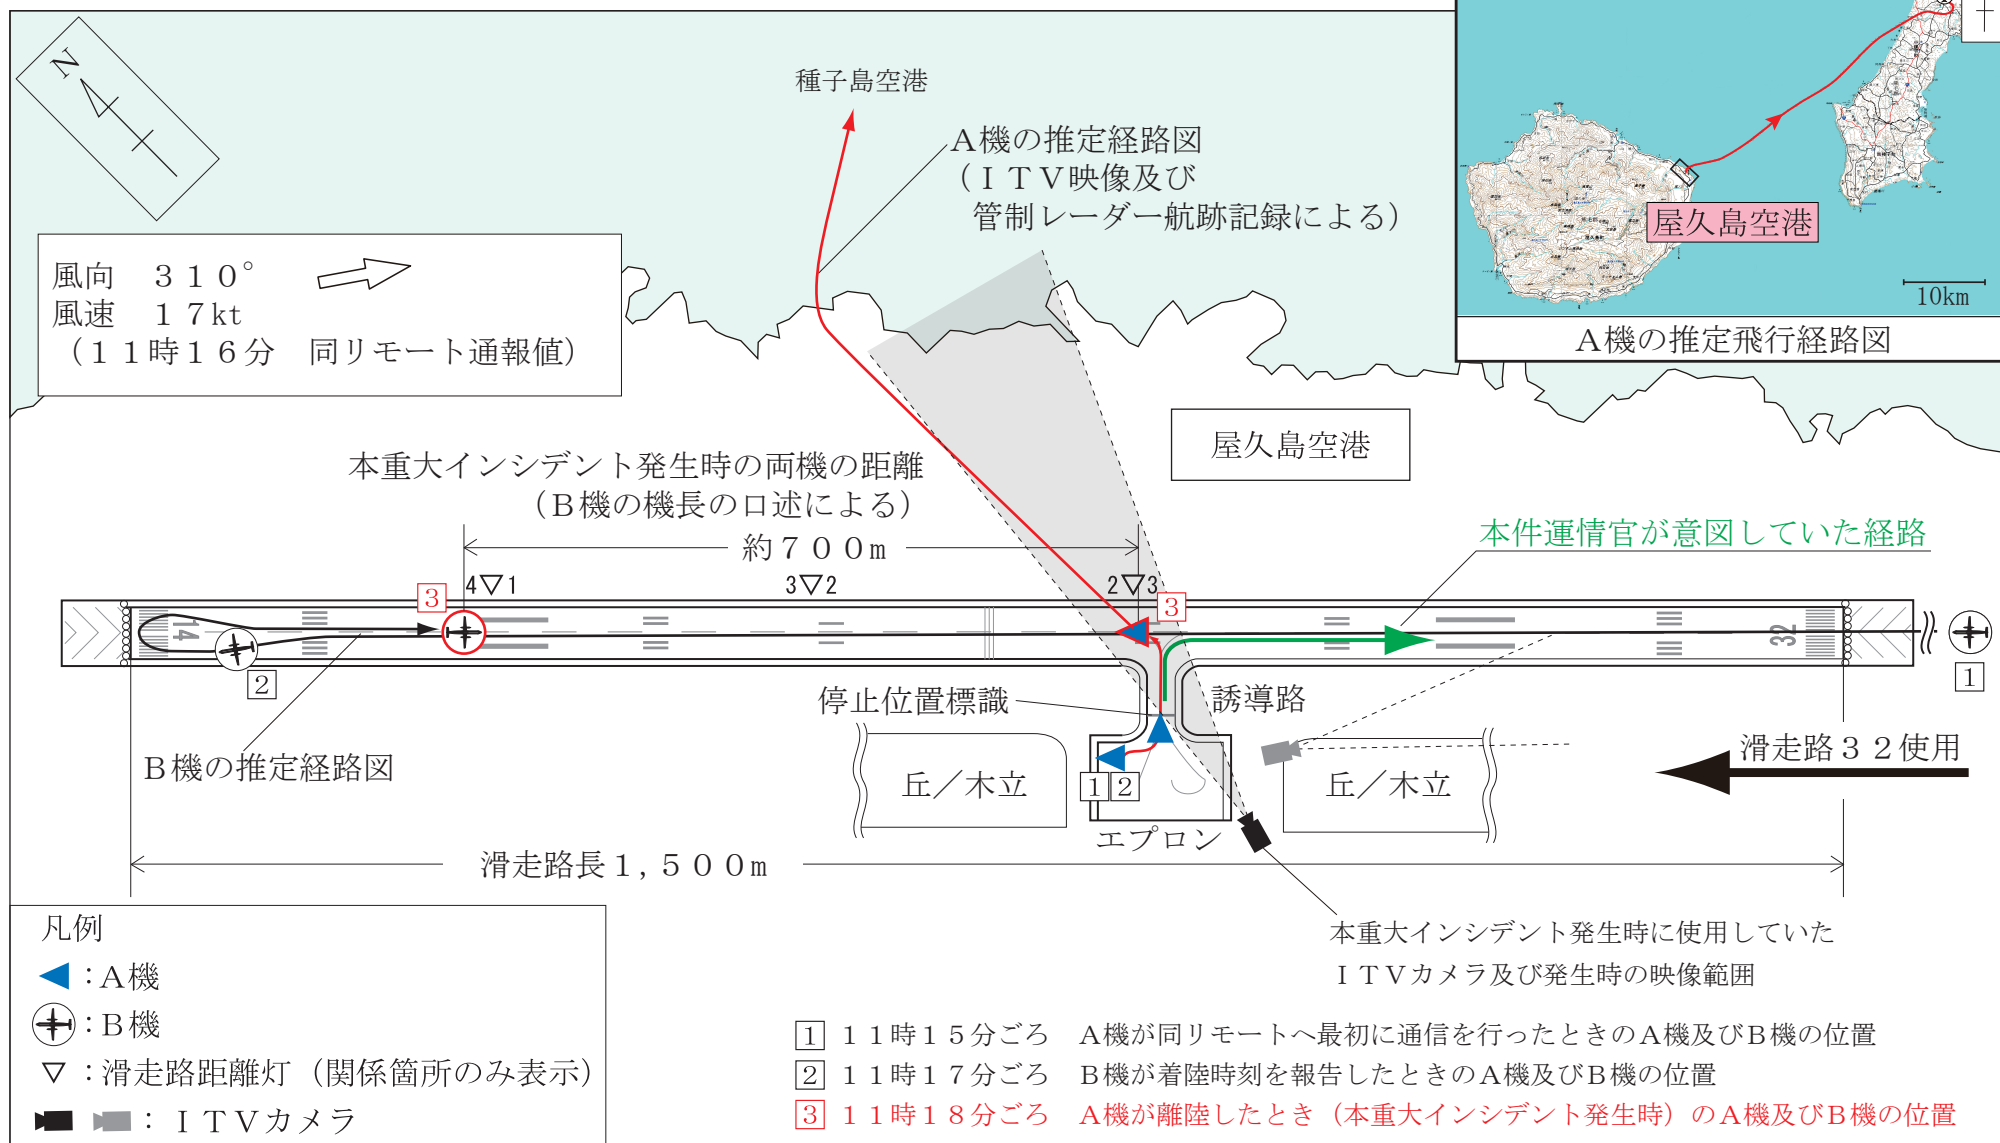 N
種子島空港
A機の推定経路図
(ITV映像及び
管制レーダー航跡記録による)
屋久島空港
10km
A機の推定飛行経路図
風向 310°
風速 17kt
(11時16分 同リモート通報値)
屋久島空港
本重大インシデント発生時の両機の距離
(B機の機長の口述による)
約700m
本件運情官が意図していた経路
4▽1
3▽2
2▽3
3
3
14
32
2
1
停止位置標識
誘導路
B機の推定経路図
丘/木立
1 2
エプロン
丘/木立
滑走路32使用
滑走路長1,500m
本重大インシデント発生時に使用していた
ITVカメラ及び発生時の映像範囲
凡例
:A機
:B機
▽:滑走路距離灯(関係箇所のみ表示)
:ITVカメラ
1 11時15分ごろ A機が同リモートへ最初に通信を行ったときのA機及びB機の位置
2 11時17分ごろ B機が着陸時刻を報告したときのA機及びB機の位置
3 11時18分ごろ A機が離陸したとき(本重大インシデント発生時)のA機及びB機の位置